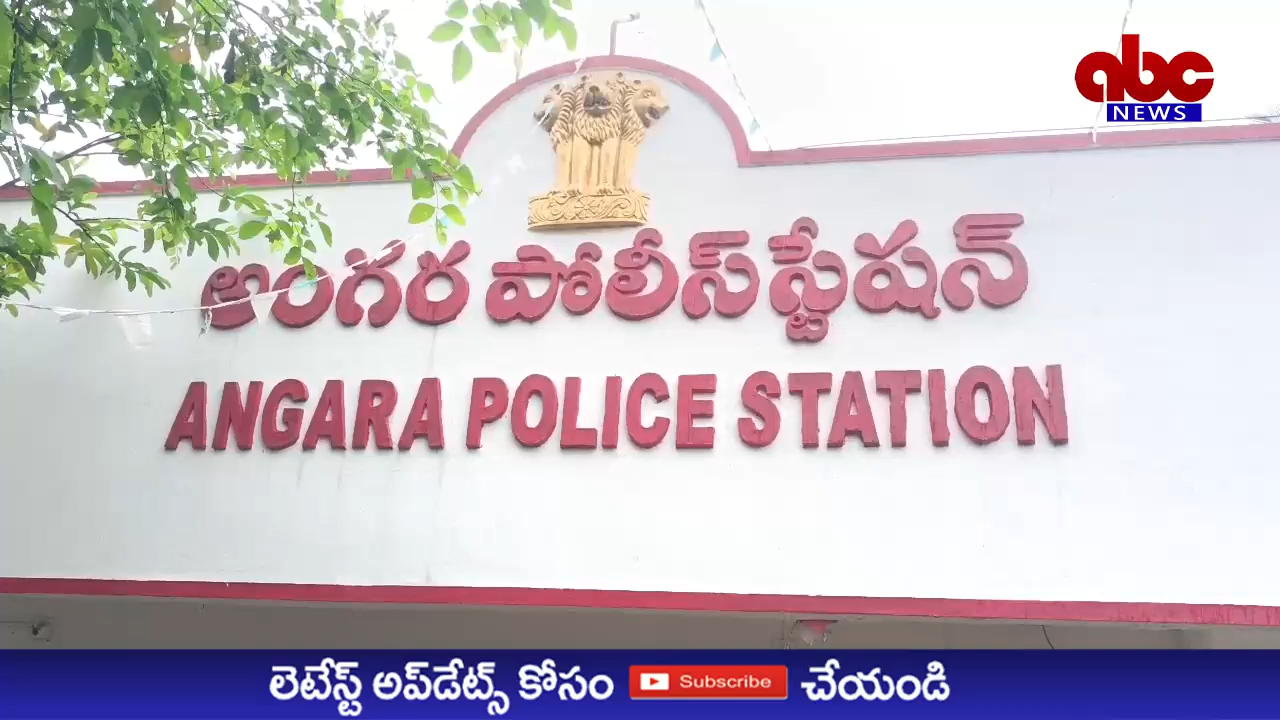 abc
NEWS
అంగర పోలీస్ స్టేషన్
ANGARA POLICE STATION
లెటేస్ట్ అప్‌డేట్స్ కోసం Subscribe చేయండి